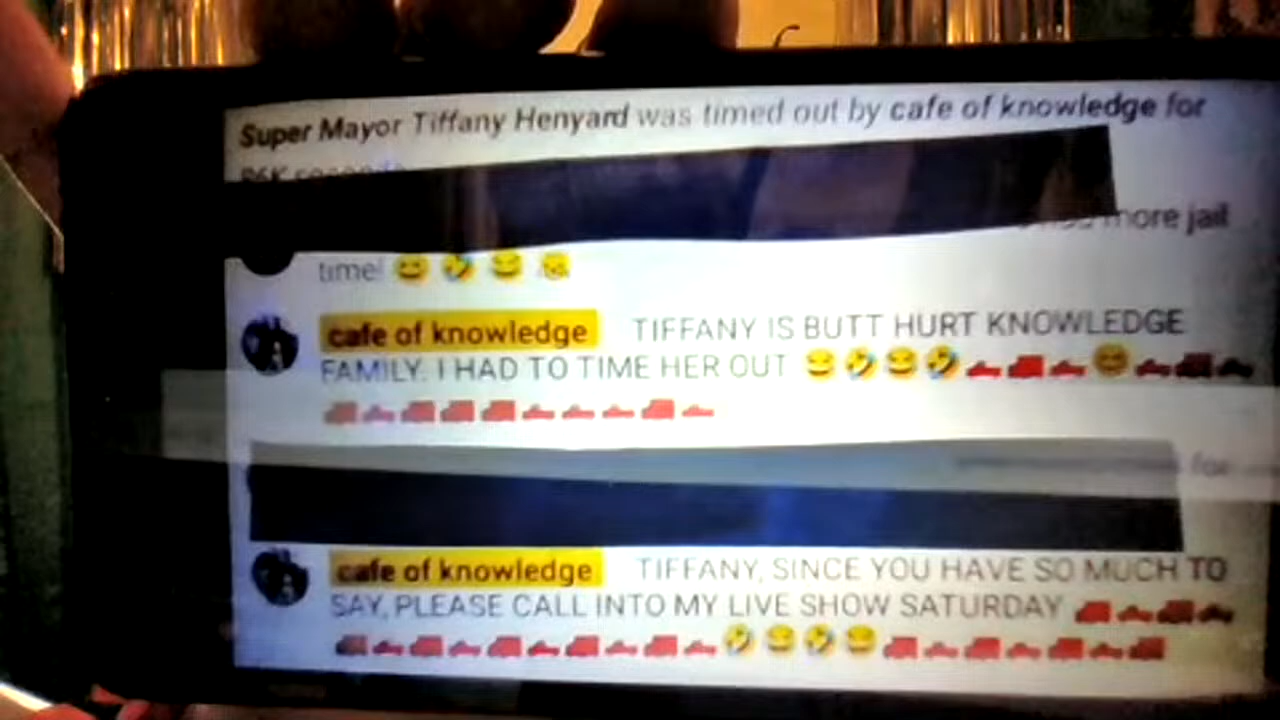 Super Mayor Tiffany Henyard was timed out by cafe of knowledge for
more jail
time!
cafe of knowledge TIFFANY IS BUTT HURT KNOWLEDGE
FAMILY. I HAD TO TIME HER OUT
for
cafe of knowledge TIFFANY, SINCE YOU HAVE SO MUCH TO
SAY, PLEASE CALL INTO MY LIVE SHOW SATURDAY